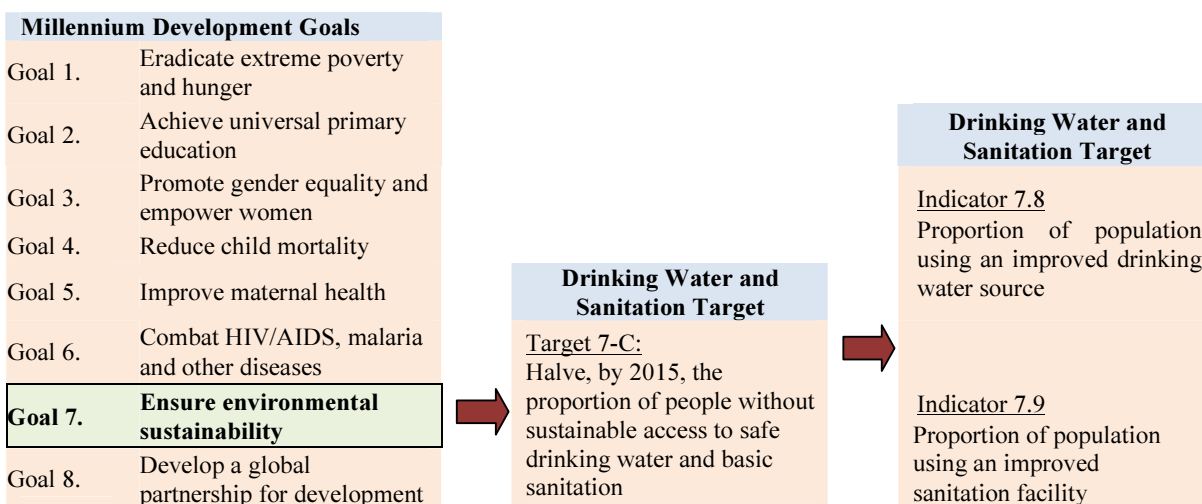 Millennium Development Goals
Goal 1.
Eradicate extreme poverty
and hunger
Goal 2.
Achieve universal primary
education
Goal 3.
Promote gender equality and
empower women
Goal 4.
Reduce child mortality
Goal 5.
Improve maternal health
Goal 6.
Combat HIV/AIDS, malaria
and other diseases
Goal 7.
Ensure environmental
sustainability
Goal 8.
Develop a global
partnership for development
Drinking Water and
Sanitation Target
Target 7-C:
Halve, by 2015, the
proportion of people without
sustainable access to safe
drinking water and basic
sanitation
Drinking Water and
Sanitation Target
Indicator 7.8
Proportion of population
using an improved drinking
water source
Indicator 7.9
Proportion of population
using an improved
sanitation facility